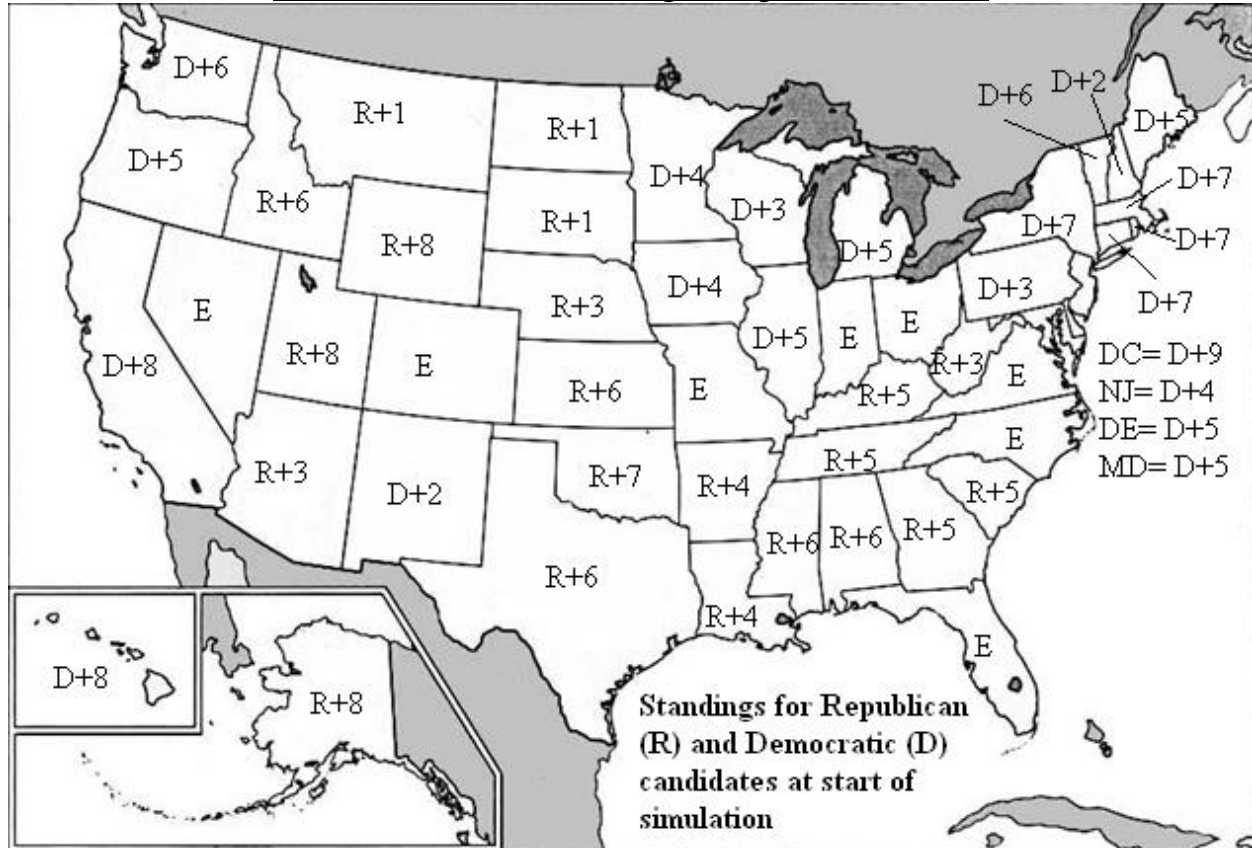 D+6
R+1
R+1
D+6 D+2
D+5
D+5
R+6
R+8
R+1
D+4
D+3
D+5
D+7
D+7
D+7
D+7
D+8
E
R+8
E
R+3
R+6
D+4
E
D+5
E
E
D+3
R+3
R+5
E
E
DC= D+9
NJ= D+4
DE= D+5
MD= D+5
R+3
D+2
R+7
R+4
R+5
R+5
R+6
R+4
R+6
R+6
R+5
E
D+8
R+8
Standings for Republican
(R) and Democratic (D)
candidates at start of
simulation